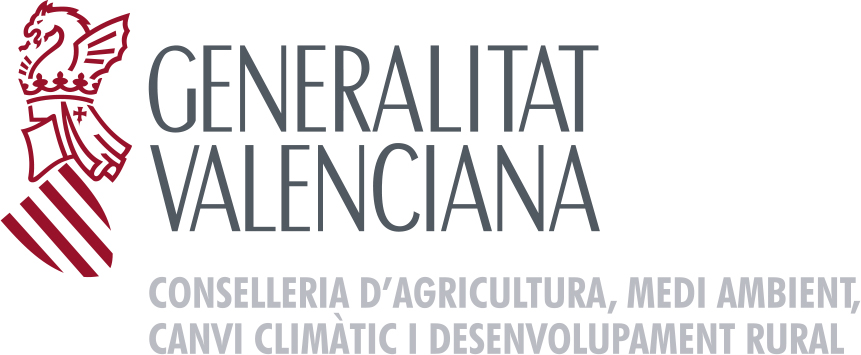 GENERALITAT
VALENCIANA
CONSELLERIA D'AGRICULTURA, MEDI AMBIENT,
CANVI CLIMÀTIC I DESENVOLUPAMENT RURAL